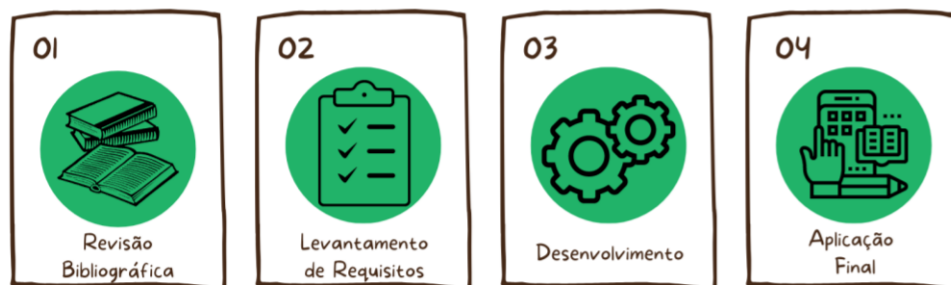 01
Revisão
Bibliográfica
02
Levantamento
de Requisitos
03
Desenvolvimento
04
Aplicação
Final